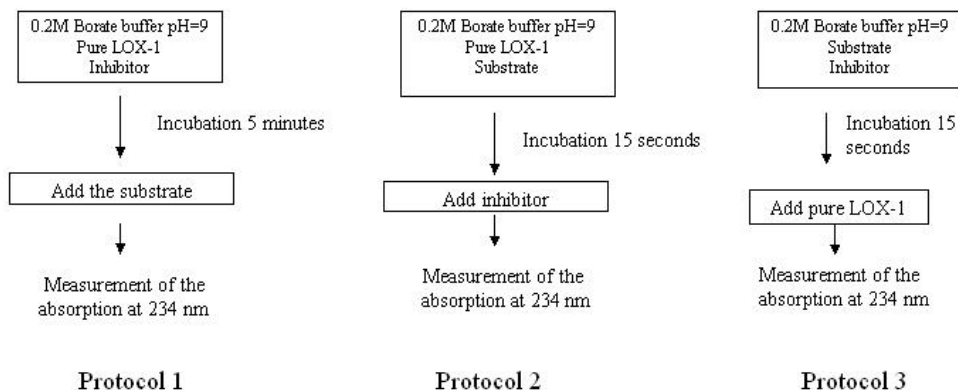 0.2M Borate buffer pH=9
Pure LOX-1
Inhibitor
Incubation 5 minutes
Add the substrate
Measurement of the
absorption at 234 nm
Protocol 1
0.2M Borate buffer pH=9
Pure LOX-1
Substrate
Incubation 15 seconds
Add inhibitor
Measurement of the
absorption at 234 nm
Protocol 2
0.2M Borate buffer pH=9
Substrate
Inhibitor
Incubation 15
seconds
Add pure LOX-1
Measurement of the
absorption at 234 nm
Protocol 3